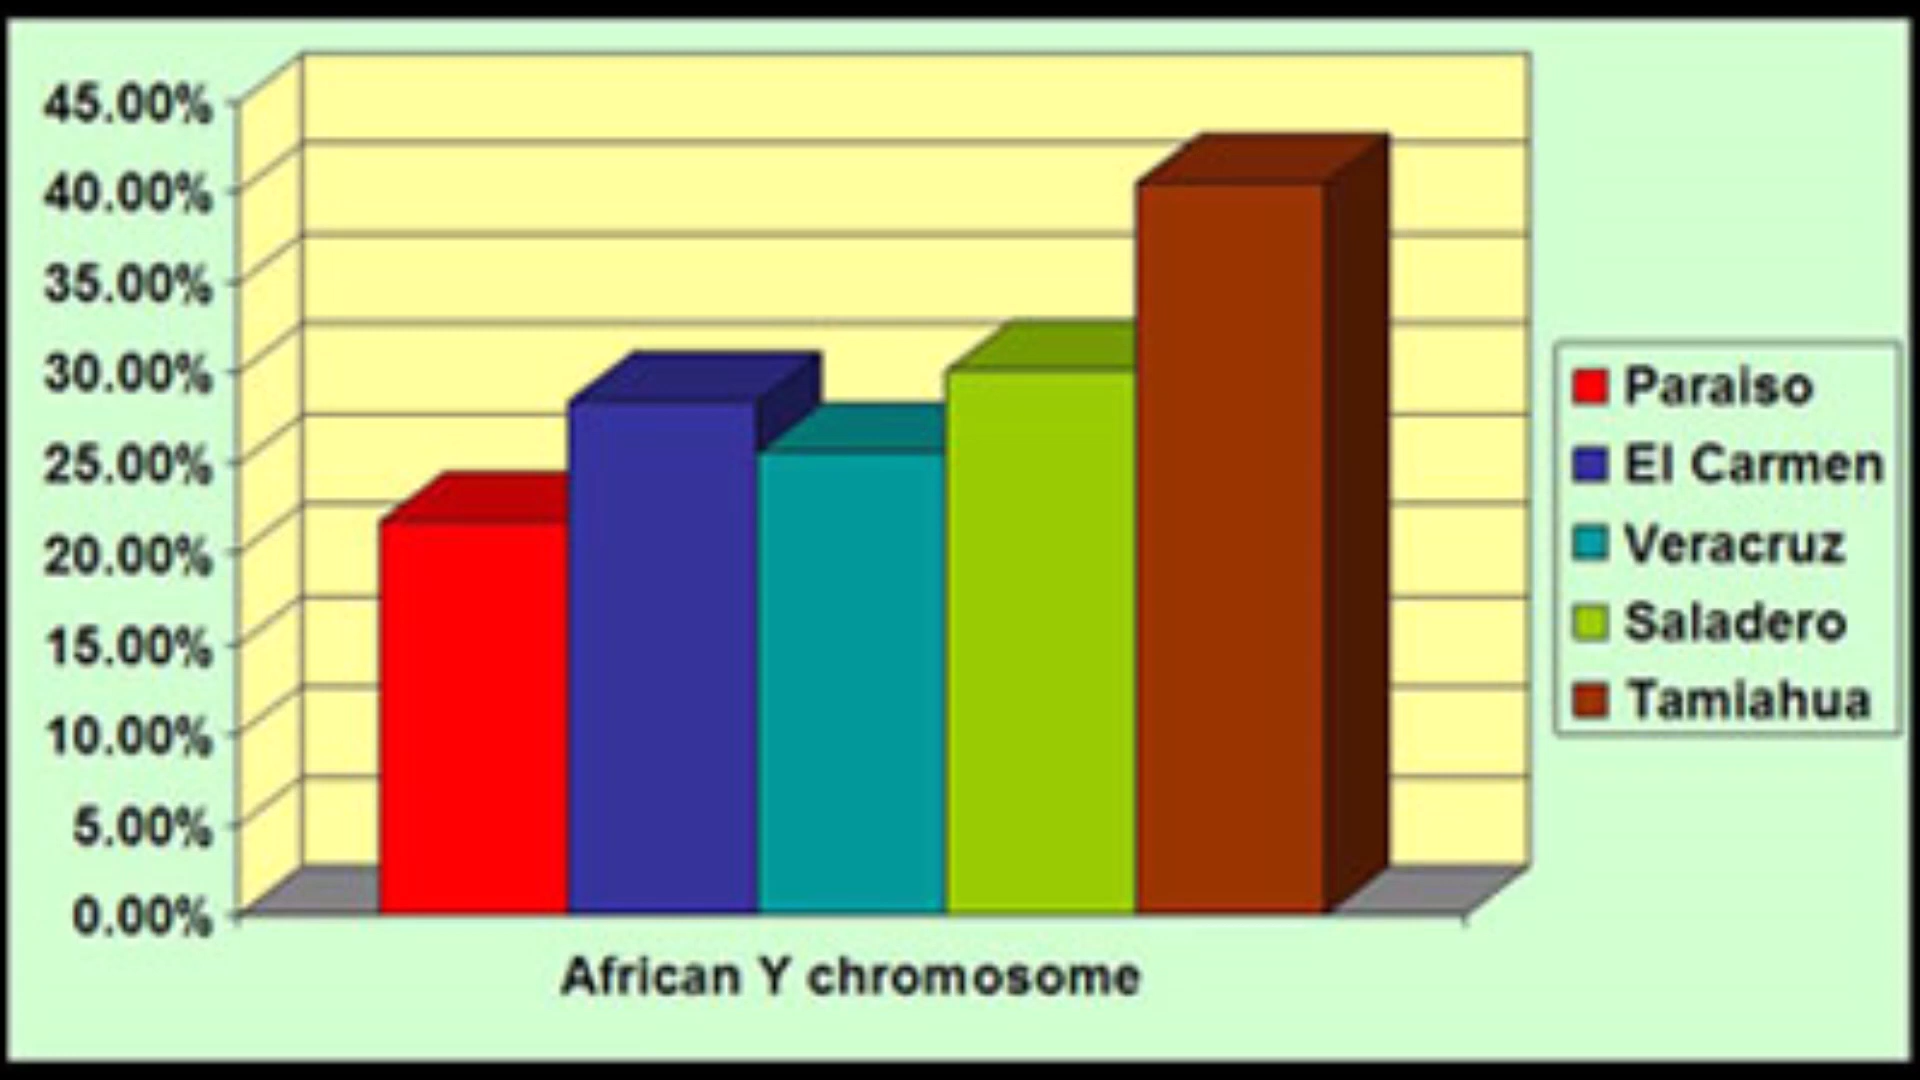 45.00%
40.00%
35.00%
30.00%
25.00%
20.00%
15.00%
10.00%
5.00%
0.00%
African Y chromosome
Paraiso
El Carmen
Veracruz
Saladero
Tamiahua